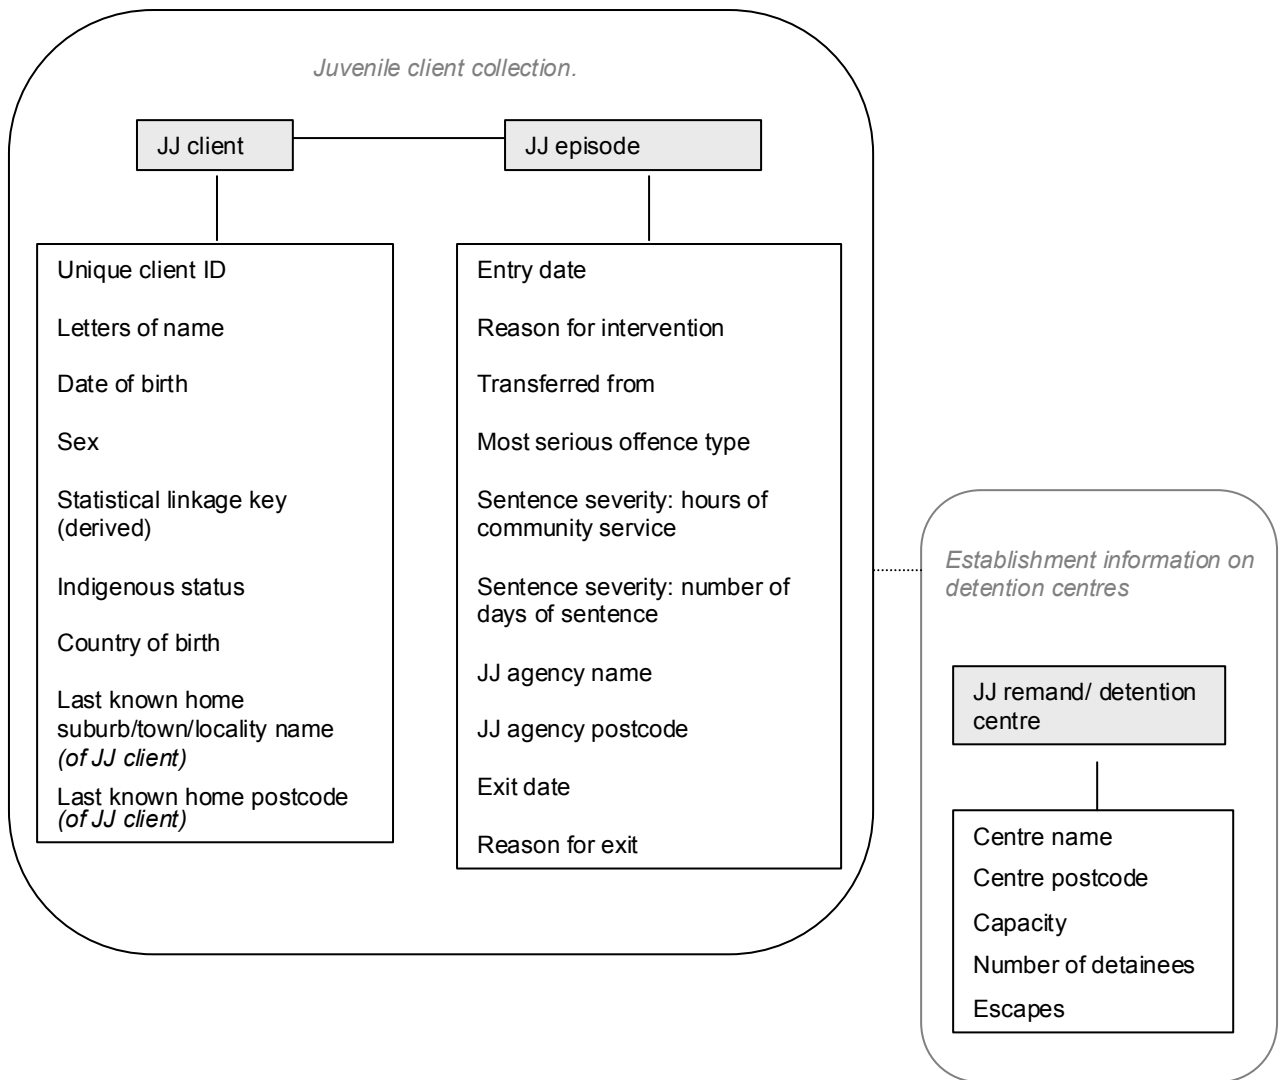 Juvenile client collection.
JJ client
JJ episode
Unique client ID
Letters of name
Date of birth
Sex
Statistical linkage key
(derived)
Indigenous status
Country of birth
Last known home
suburb/town/locality name
(of JJ client)
Last known home postcode
(of JJ client)
Entry date
Reason for intervention
Transferred from
Most serious offence type
Sentence severity: hours of
community service
Sentence severity: number of
days of sentence
JJ agency name
JJ agency postcode
Exit date
Reason for exit
Establishment information on
detention centres
JJ remand/ detention
centre
Centre name
Centre postcode
Capacity
Number of detainees
Escapes